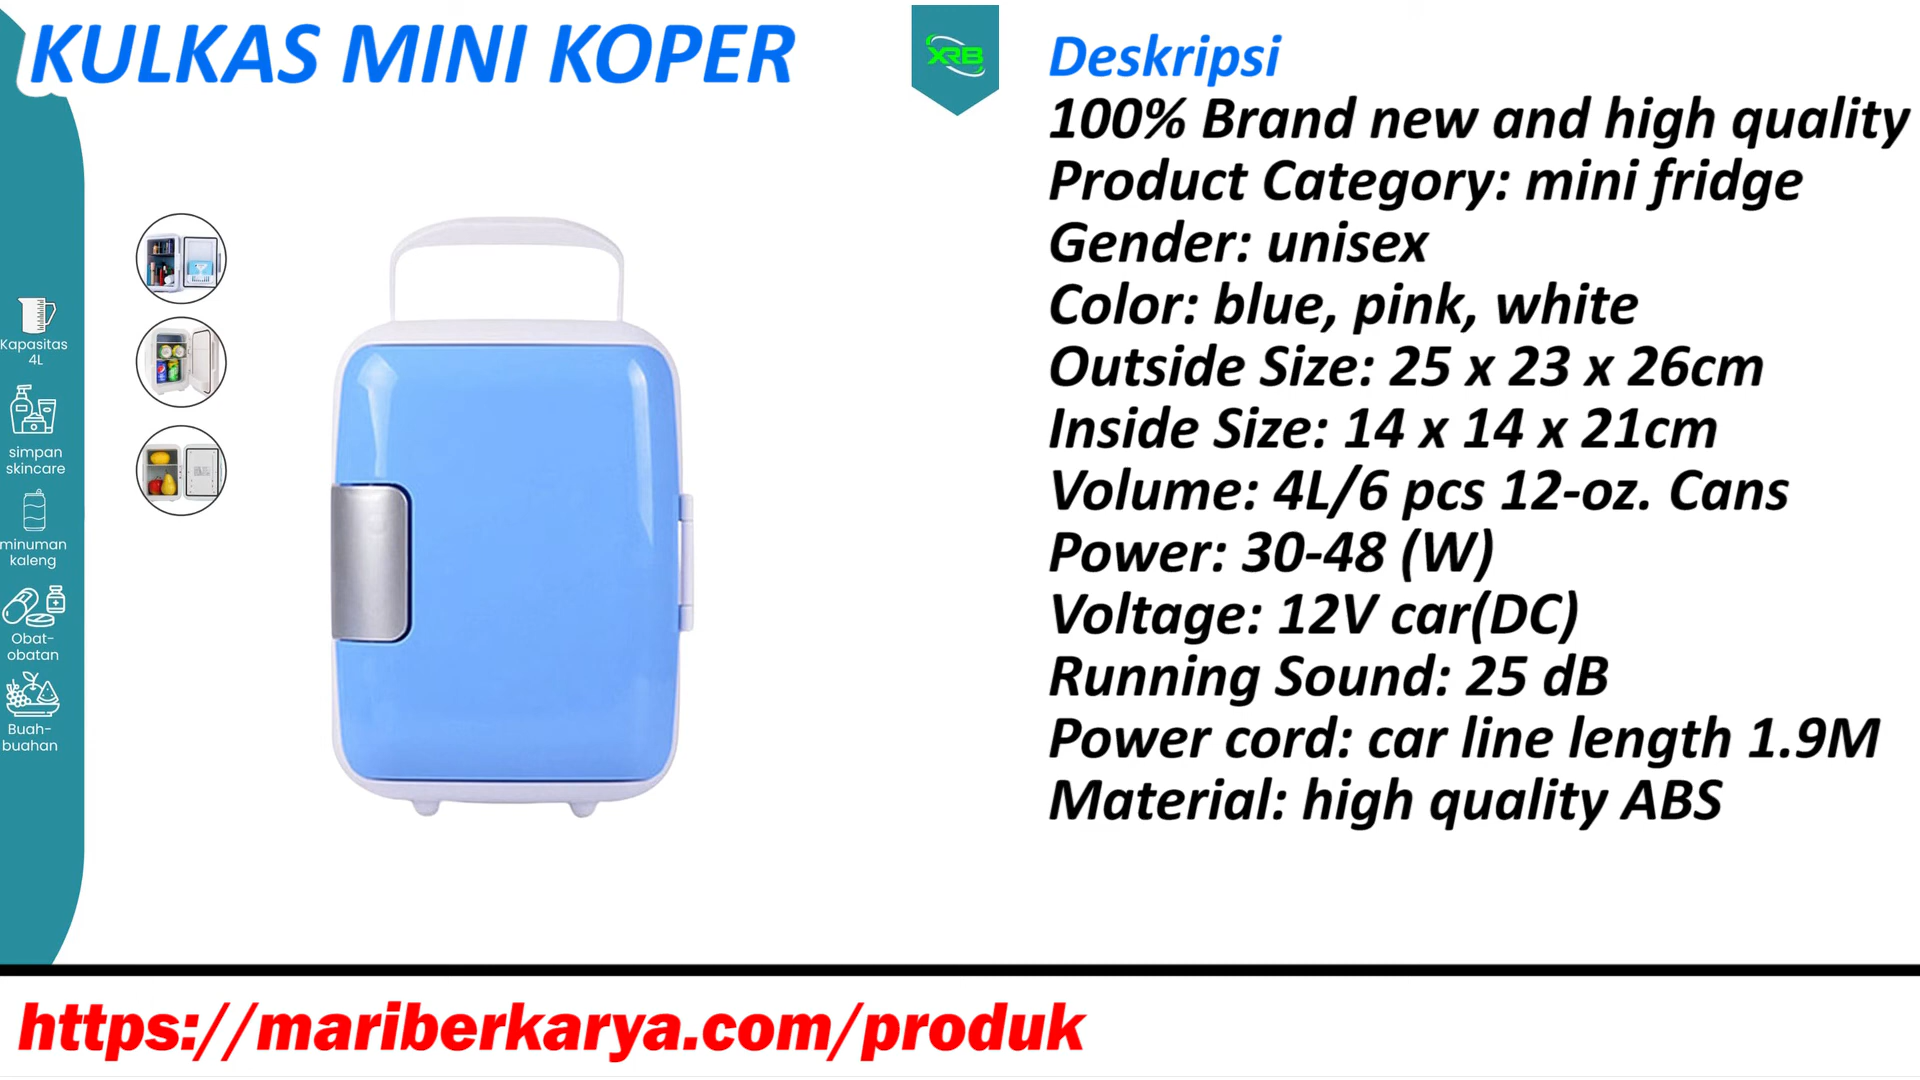 KULKAS MINI KOPER
XRB
Kapasitas
4L
simpan
skincare
minuman
kaleng
Obat-
obatan
Buah-
buahan
Deskripsi
100% Brand new and high quality
Product Category: mini fridge
Gender: unisex
Color: blue, pink, white
Outside Size: 25 x 23 x 26cm
Inside Size: 14 x 14 x 21cm
Volume: 4L/6 pcs 12-oz. Cans
Power: 30-48 (W)
Voltage: 12V car(DC)
Running Sound: 25 dB
Power cord: car line length 1.9M
Material: high quality ABS
https://mariberkarya.com/produk